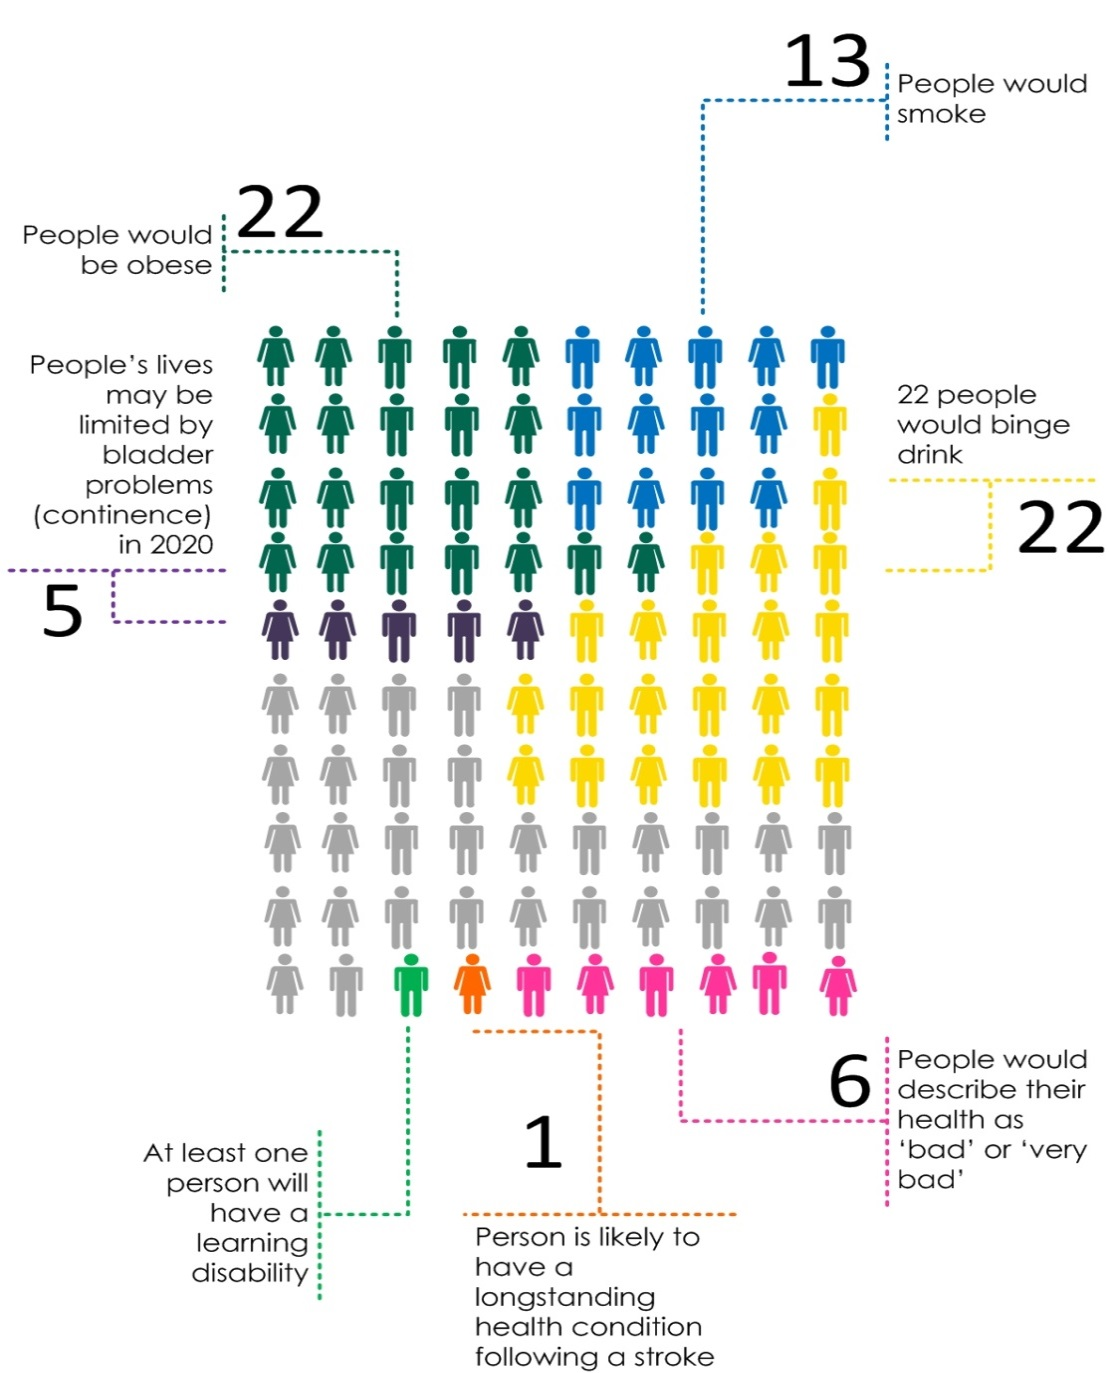 13
People would
smoke
22
People would
be obese
People’s lives
may be
limited by
bladder
problems
(continence)
in 2020
5
22 people
would binge
drink
22
6
People would
describe their
health as
‘bad’ or ‘very
bad’
At least one
person will
have a
learning
disability
1
Person is likely to
have a
longstanding
health condition
following a stroke